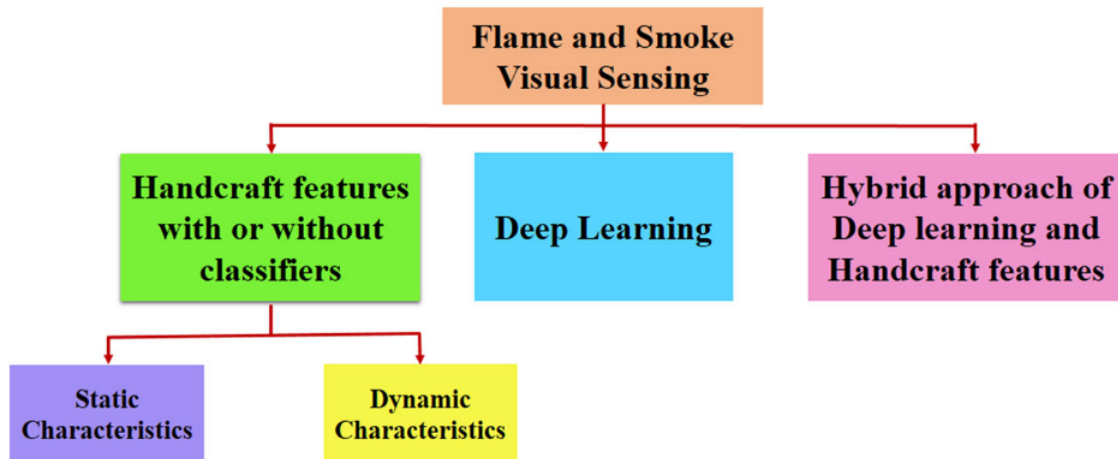 Flame and Smoke
Visual Sensing
Handcraft features
with or without
classifiers
Deep Learning
Hybrid approach of
Deep learning and
Handcraft features
Static
Characteristics
Dynamic
Characteristics